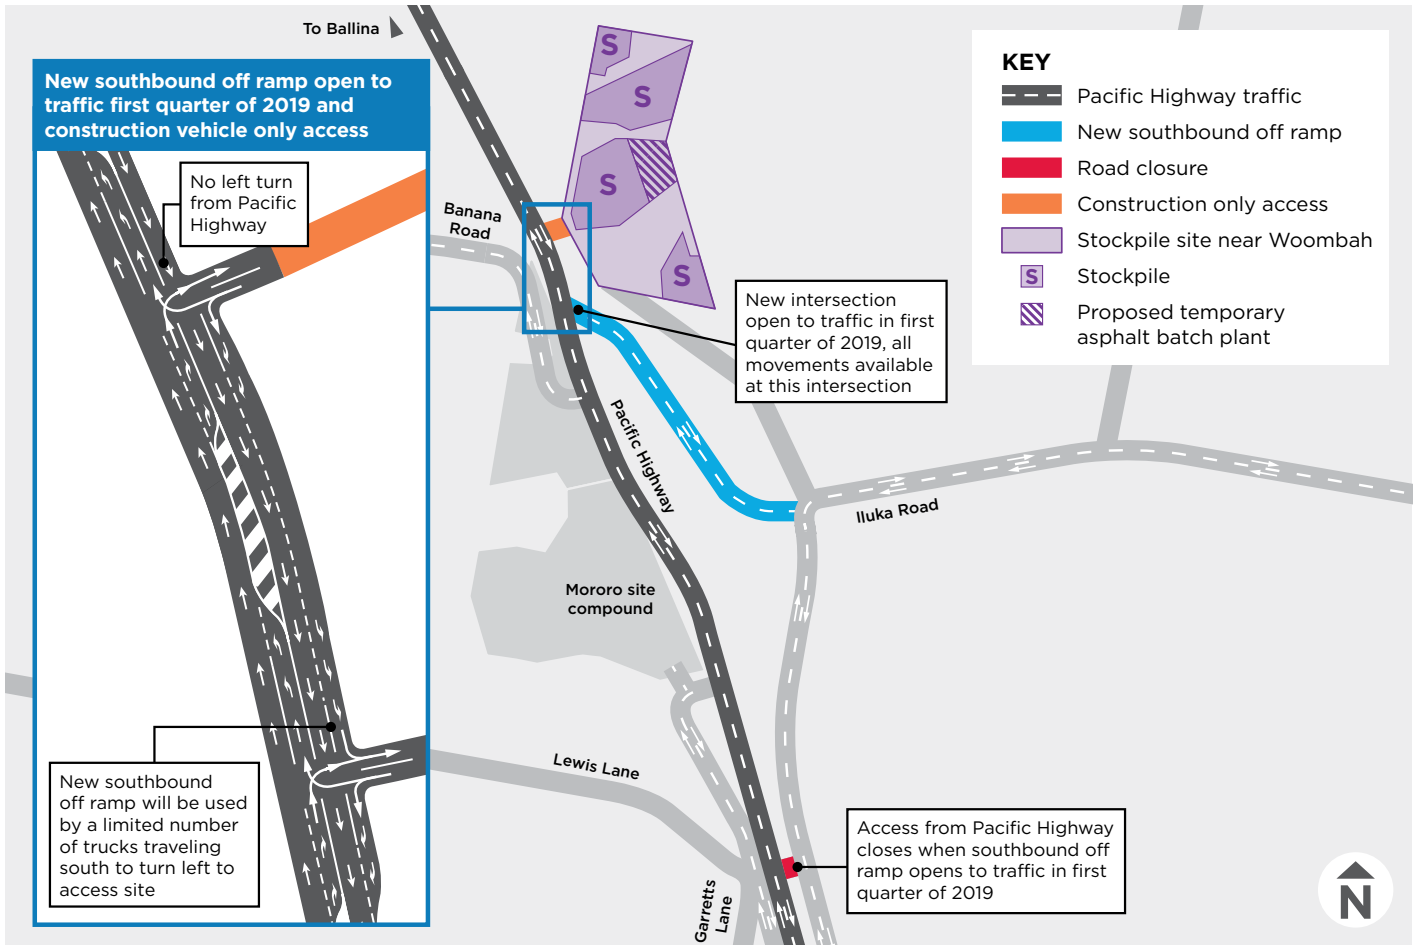 To Ballina
New southbound off ramp open to
traffic first quarter of 2019 and
construction vehicle only access
No left turn
from Pacific
Highway
New southbound
off ramp will be used
by a limited number
of trucks traveling
south to turn left to
access site
Banana
Road
S
S
S
S
New intersection
open to traffic in first
quarter of 2019, all
movements available
at this intersection
Pacific Highway
Iluka Road
Mororo site
compound
Lewis Lane
Garretts
Lane
Access from Pacific Highway
closes when southbound off
ramp opens to traffic in first
quarter of 2019
KEY
Pacific Highway traffic
New southbound off ramp
Road closure
Construction only access
Stockpile site near Woombah
S Stockpile
Proposed temporary
asphalt batch plant
N